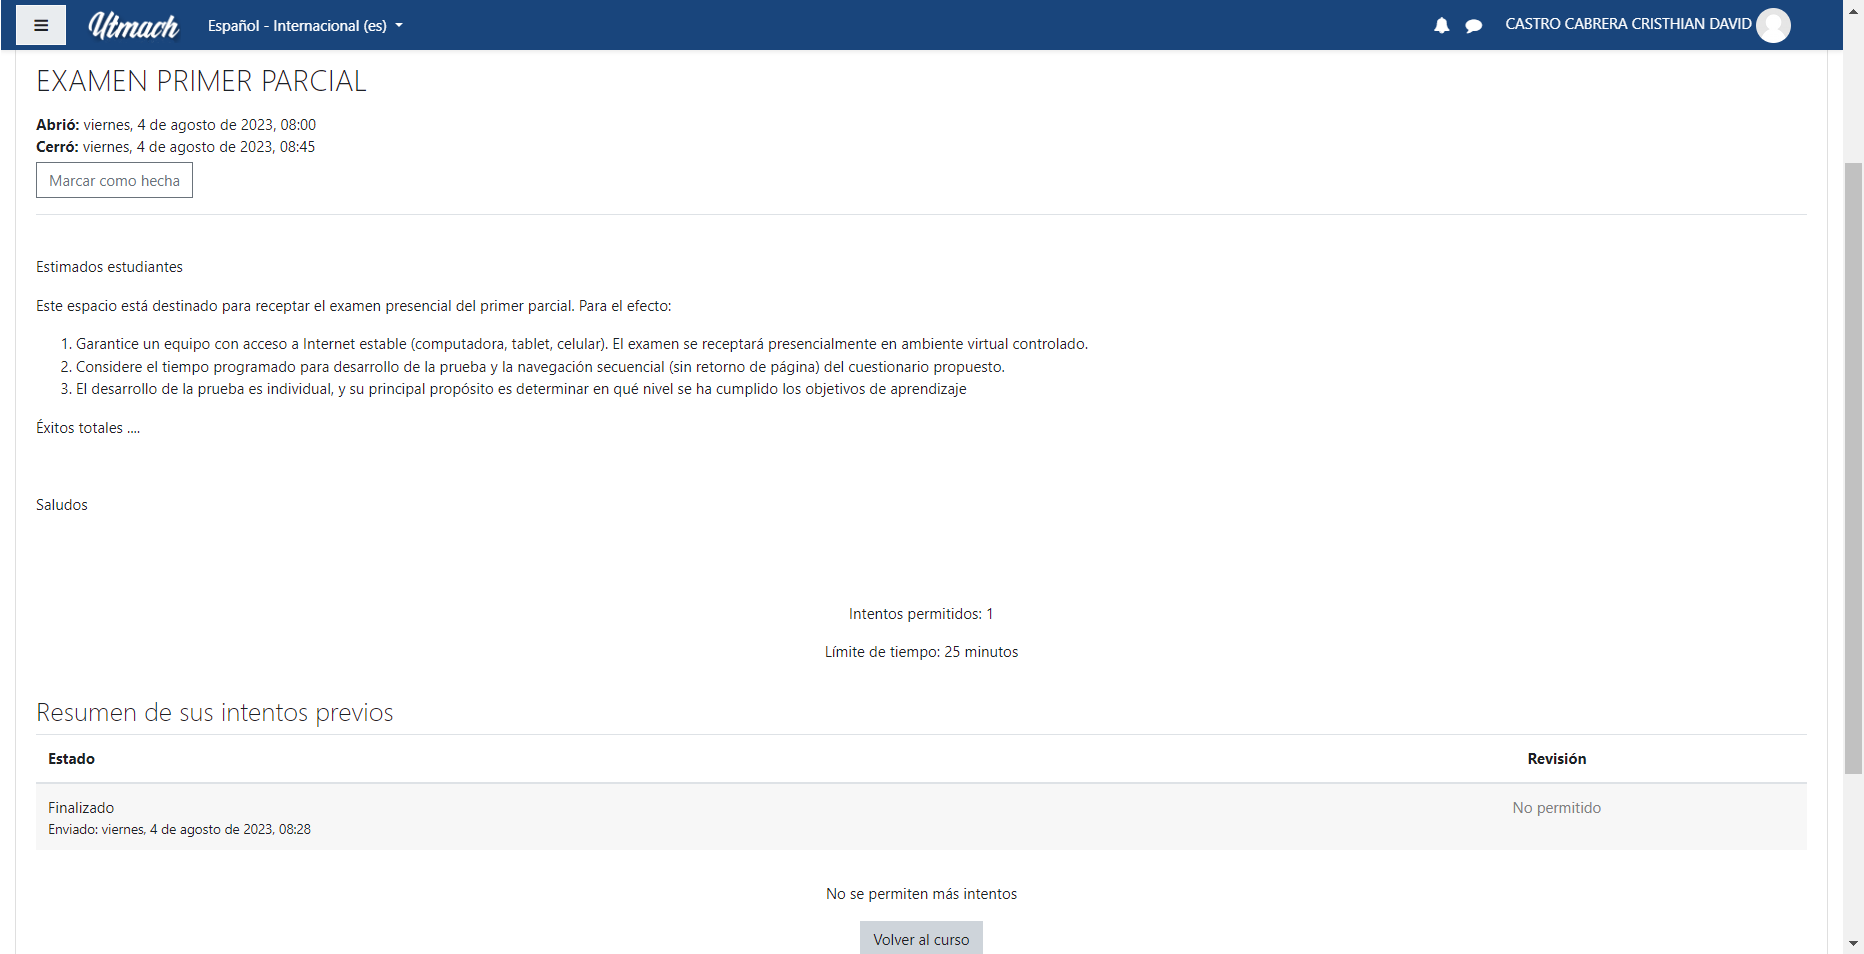 Utmach Español - Internacional (es) CASTRO CABRERA CRISTHIAN DAVID
EXAMEN PRIMER PARCIAL
Abrió: viernes, 4 de agosto de 2023, 08:00
Cerró: viernes, 4 de agosto de 2023, 08:45
Marcar como hecha
Estimados estudiantes
Este espacio está destinado para receptar el examen presencial del primer parcial. Para el efecto:
1. Garantice un equipo con acceso a Internet estable (computadora, tablet, celular). El examen se receptará presencialmente en ambiente virtual controlado.
2. Considere el tiempo programado para desarrollo de la prueba y la navegación secuencial (sin retorno de página) del cuestionario propuesto.
3. El desarrollo de la prueba es individual, y su principal propósito es determinar en qué nivel se ha cumplido los objetivos de aprendizaje
Éxitos totales ....
Saludos
Intentos permitidos: 1
Límite de tiempo: 25 minutos
Resumen de sus intentos previos
Estado Revisión
Finalizado No permitido
Enviado: viernes, 4 de agosto de 2023, 08:28
No se permiten más intentos
Volver al curso